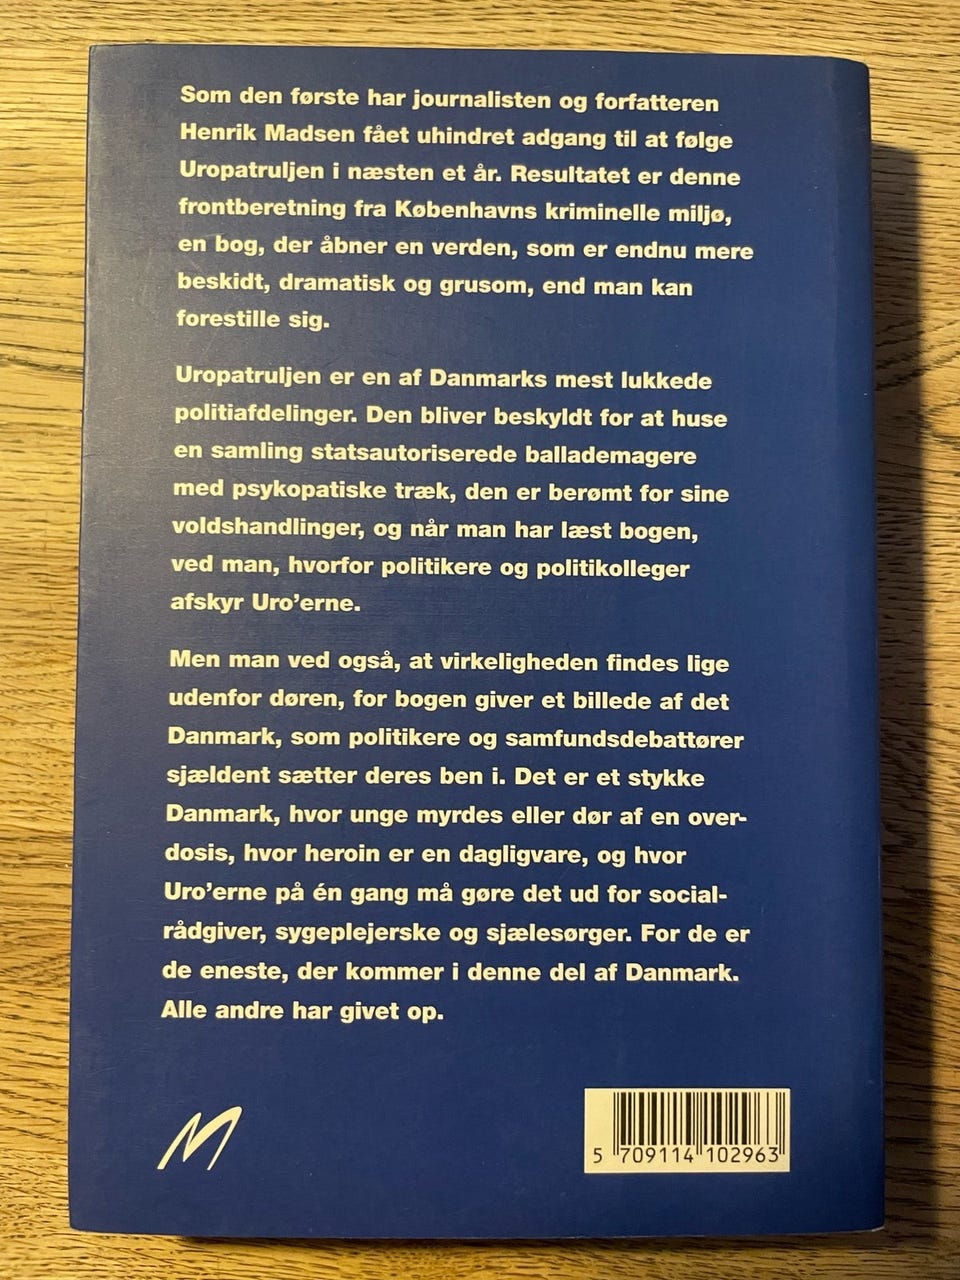 Som den første har journalisten og forfatteren
Henrik Madsen fået uhindret adgang til at følge
Uropatruljen i næsten et år. Resultatet er denne
frontberetning fra Københavns kriminelle miljø,
en bog, der åbner en verden, som er endnu mere
beskidt, dramatisk og grusom, end man kan
forestille sig.
Uropatruljen er en af Danmarks mest lukkede
politiafdelinger. Den bliver beskyldt for at huse
en samling statsautoriserede ballademagere
med psykopatiske træk, den er berømt for sine
voldshandlinger, og når man har læst bogen,
ved man, hvorfor politikere og politikolleger
afskyr Uro'erne.
Men man ved også, at virkeligheden findes lige
udenfor døren, for bogen giver et billede af det
Danmark, som politikere og samfundsdebattører
sjældent sætter deres ben i. Det er et stykke
Danmark, hvor unge myrdes eller dør af en over-
dosis, hvor heroin er en dagligvare, og hvor
Uro'erne på én gang må gøre det ud for social-
rådgiver, sygeplejerske og sjælesørger. For de er
de eneste, der kommer i denne del af Danmark.
Alle andre har givet op.
M
5 709114 102963